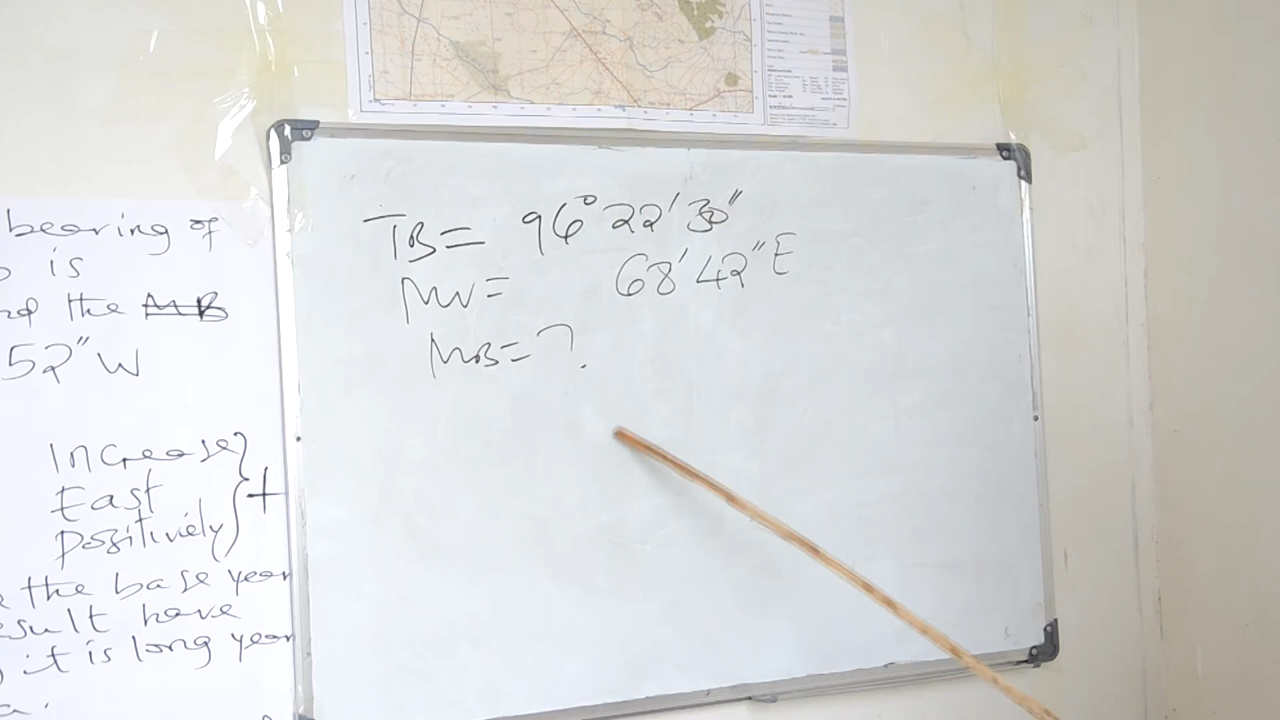 bearing of
is
the MB
52" W
Increase
East } +
Positively
the base year
result have
it is long year
a.
TB = 96° 22' 30"
MV = 68' 42" E
MB = ?